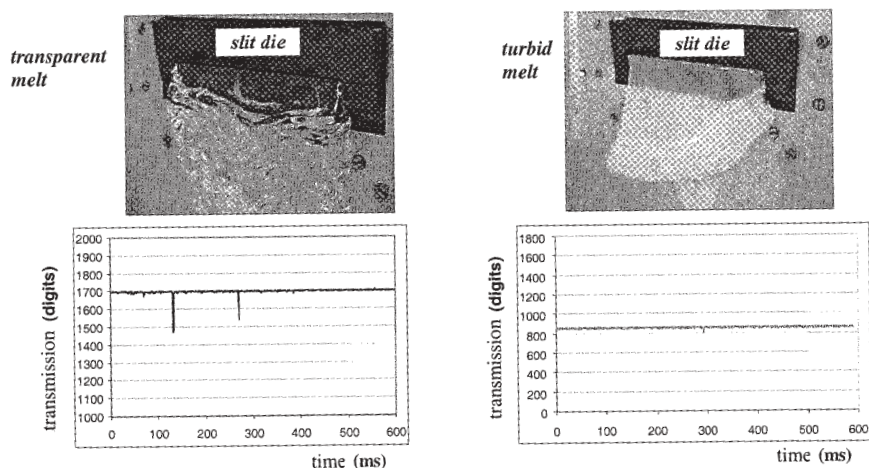 transparent
melt
slit die
2000
1900
1800
1700
1600
1500
1400
1300
1200
1100
1000
transmission (digits)
0 100 200 300 400 500 600
time (ms)
turbid
melt
slit die
1800
1600
1400
1200
1000
800
600
400
200
0
transmission (digits)
0 100 200 300 400 500 600
time (ms)